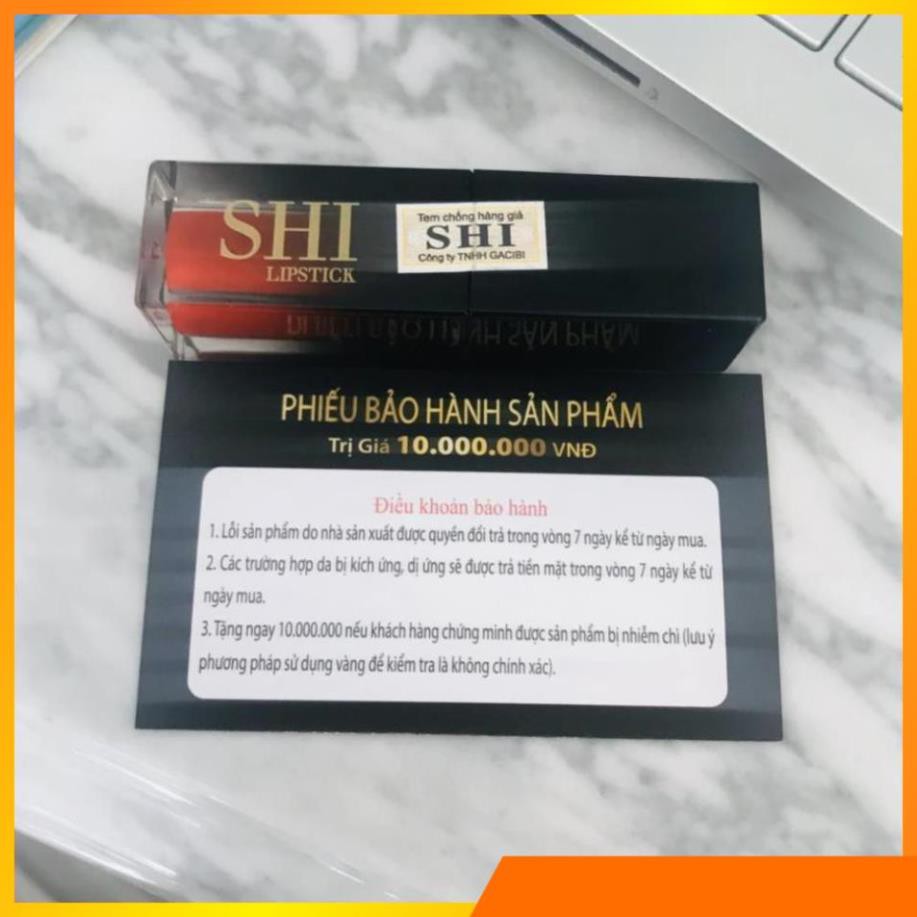 SHI
LIPSTICK
Tem chống hàng giả
SHI
Công ty TNHH GACIBI
PHIẾU BẢO HÀNH SẢN PHẨM
Trị Giá 10.000.000 VNĐ
Điều khoản bảo hành
1. Lỗi sản phẩm do nhà sản xuất được quyền đổi trả trong vòng 7 ngày kể từ ngày mua.
2. Các trường hợp da bị kích ứng, dị ứng sẽ được trả tiền mặt trong vòng 7 ngày kể từ
ngày mua.
3. Tặng ngay 10.000.000 nếu khách hàng chứng minh được sản phẩm bị nhiễm chì (lưu ý
phương pháp sử dụng vàng để kiểm tra là không chính xác).